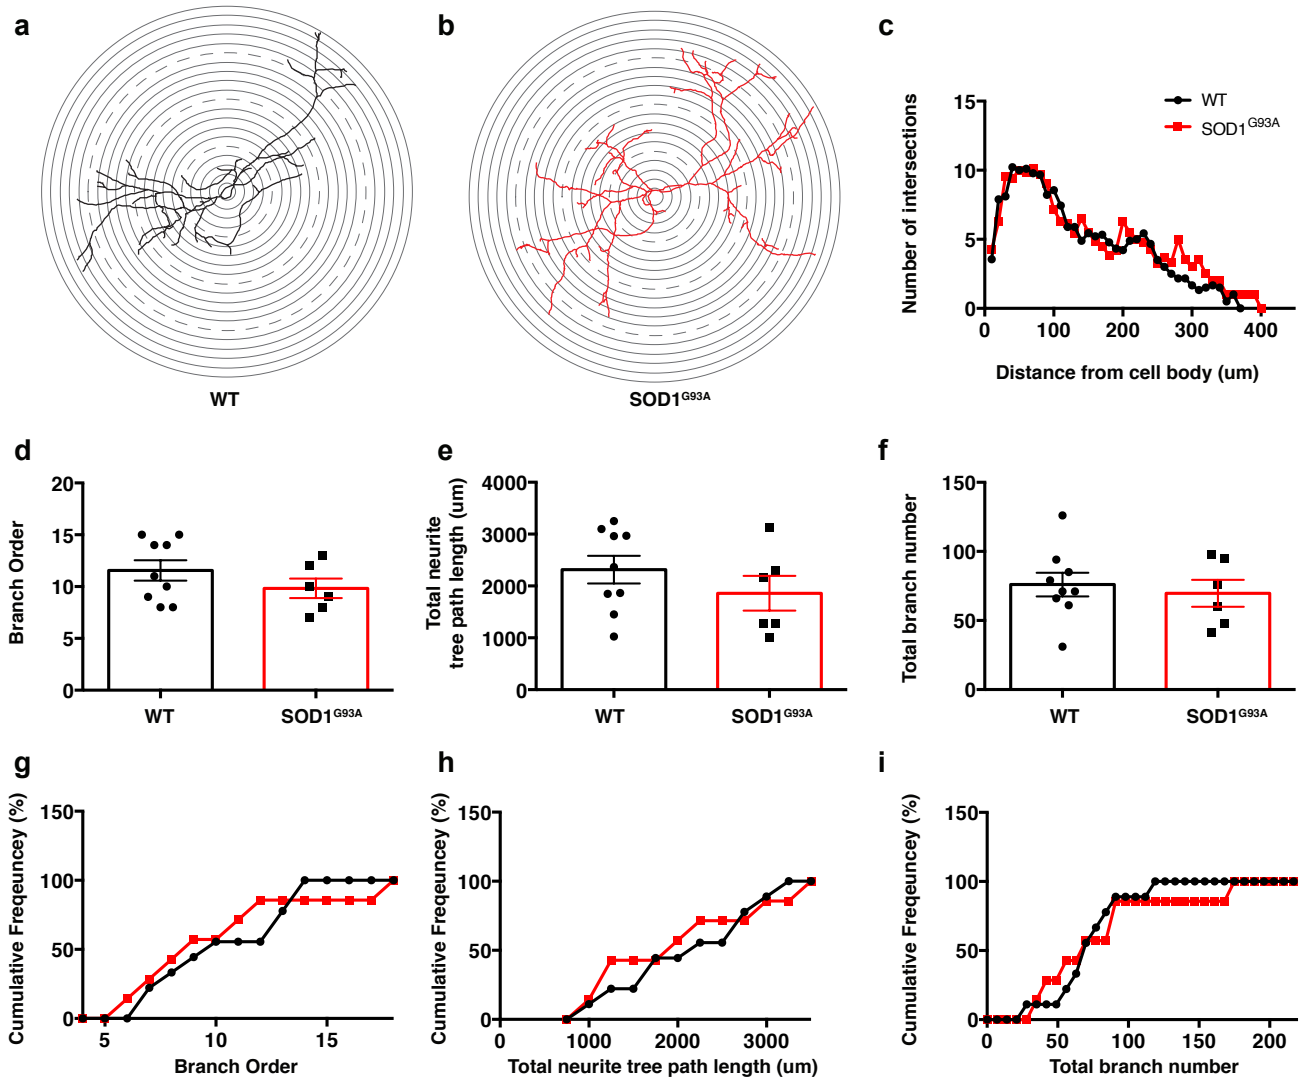 a
b
c
WT
SOD1G93A
15
10
5
0
0 100 200 300 400
Number of intersections
Distance from cell body (um)
WT
SOD1G93A
d
e
f
20
15
10
5
0
Branch Order
WT SOD1G93A
4000
3000
2000
1000
0
Total neurite
tree path length (um)
WT SOD1G93A
150
100
50
0
Total branch number
WT SOD1G93A
g
h
i
150
100
50
0
Cumulative Freqeuncey (%)
5 10 15
Branch Order
150
100
50
0
Cumulative Freqeuncey (%)
0 1000 2000 3000
Total neurite tree path length (um)
150
100
50
0
Cumulative Freqeuncey (%)
0 50 100 150 200
Total branch number